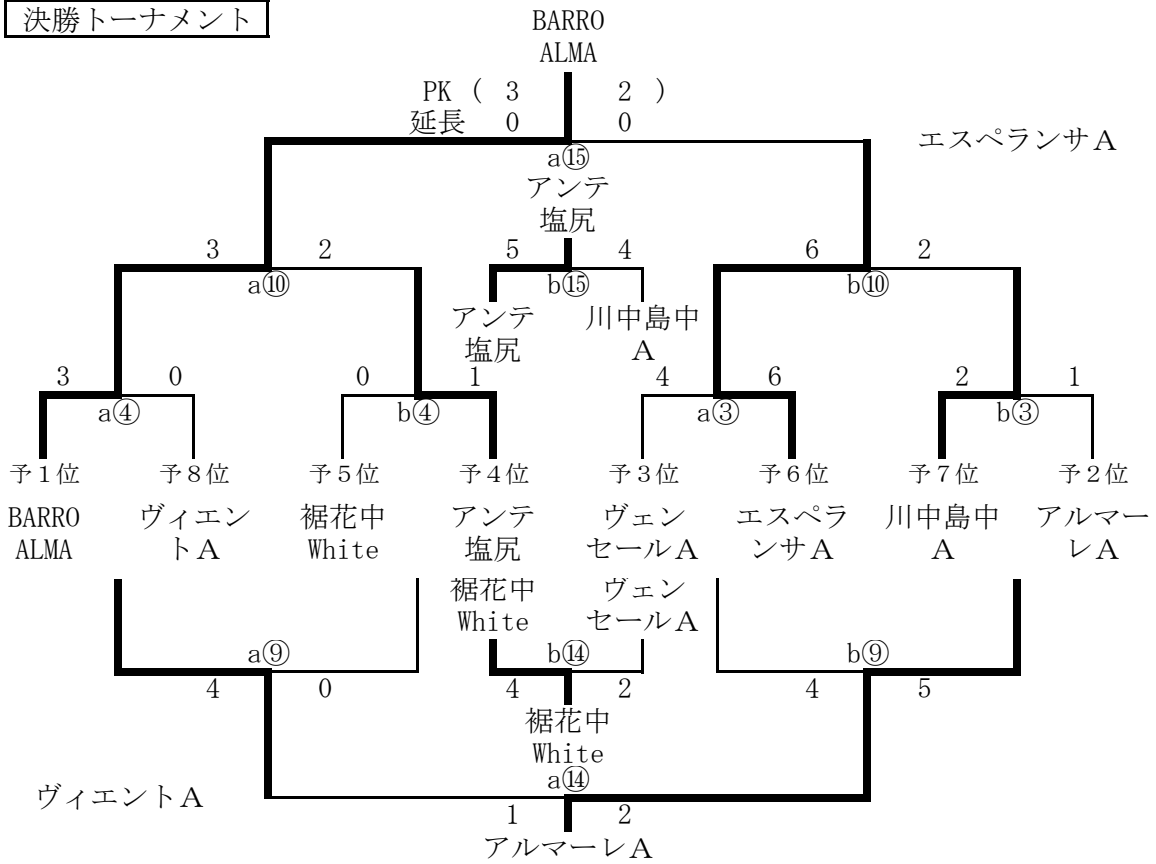 決勝トーナメント
BARRO
ALMA
PK ( 3 2 )
延長 0 0
エスペランサA
a⑮
アンテ
塩尻
3 2 5 4 6 2
a⑩ b⑮ b⑩
アンテ 川中島中
塩尻 A
3 0 0 1 4 6 2 1
a④ b④ a③ b③
予1位 予8位 予5位 予4位 予3位 予6位 予7位 予2位
BARRO ヴィエン 裾花中 アンテ ヴェン エスペラ 川中島中 アルマー
ALMA トA White 塩尻 セールA ンサA A レA
裾花中 ヴェン
White セールA
a⑨ b⑭ b⑨
4 0 4 2 4 5
裾花中
White
a⑭
ヴィエントA
1 2
アルマーレA